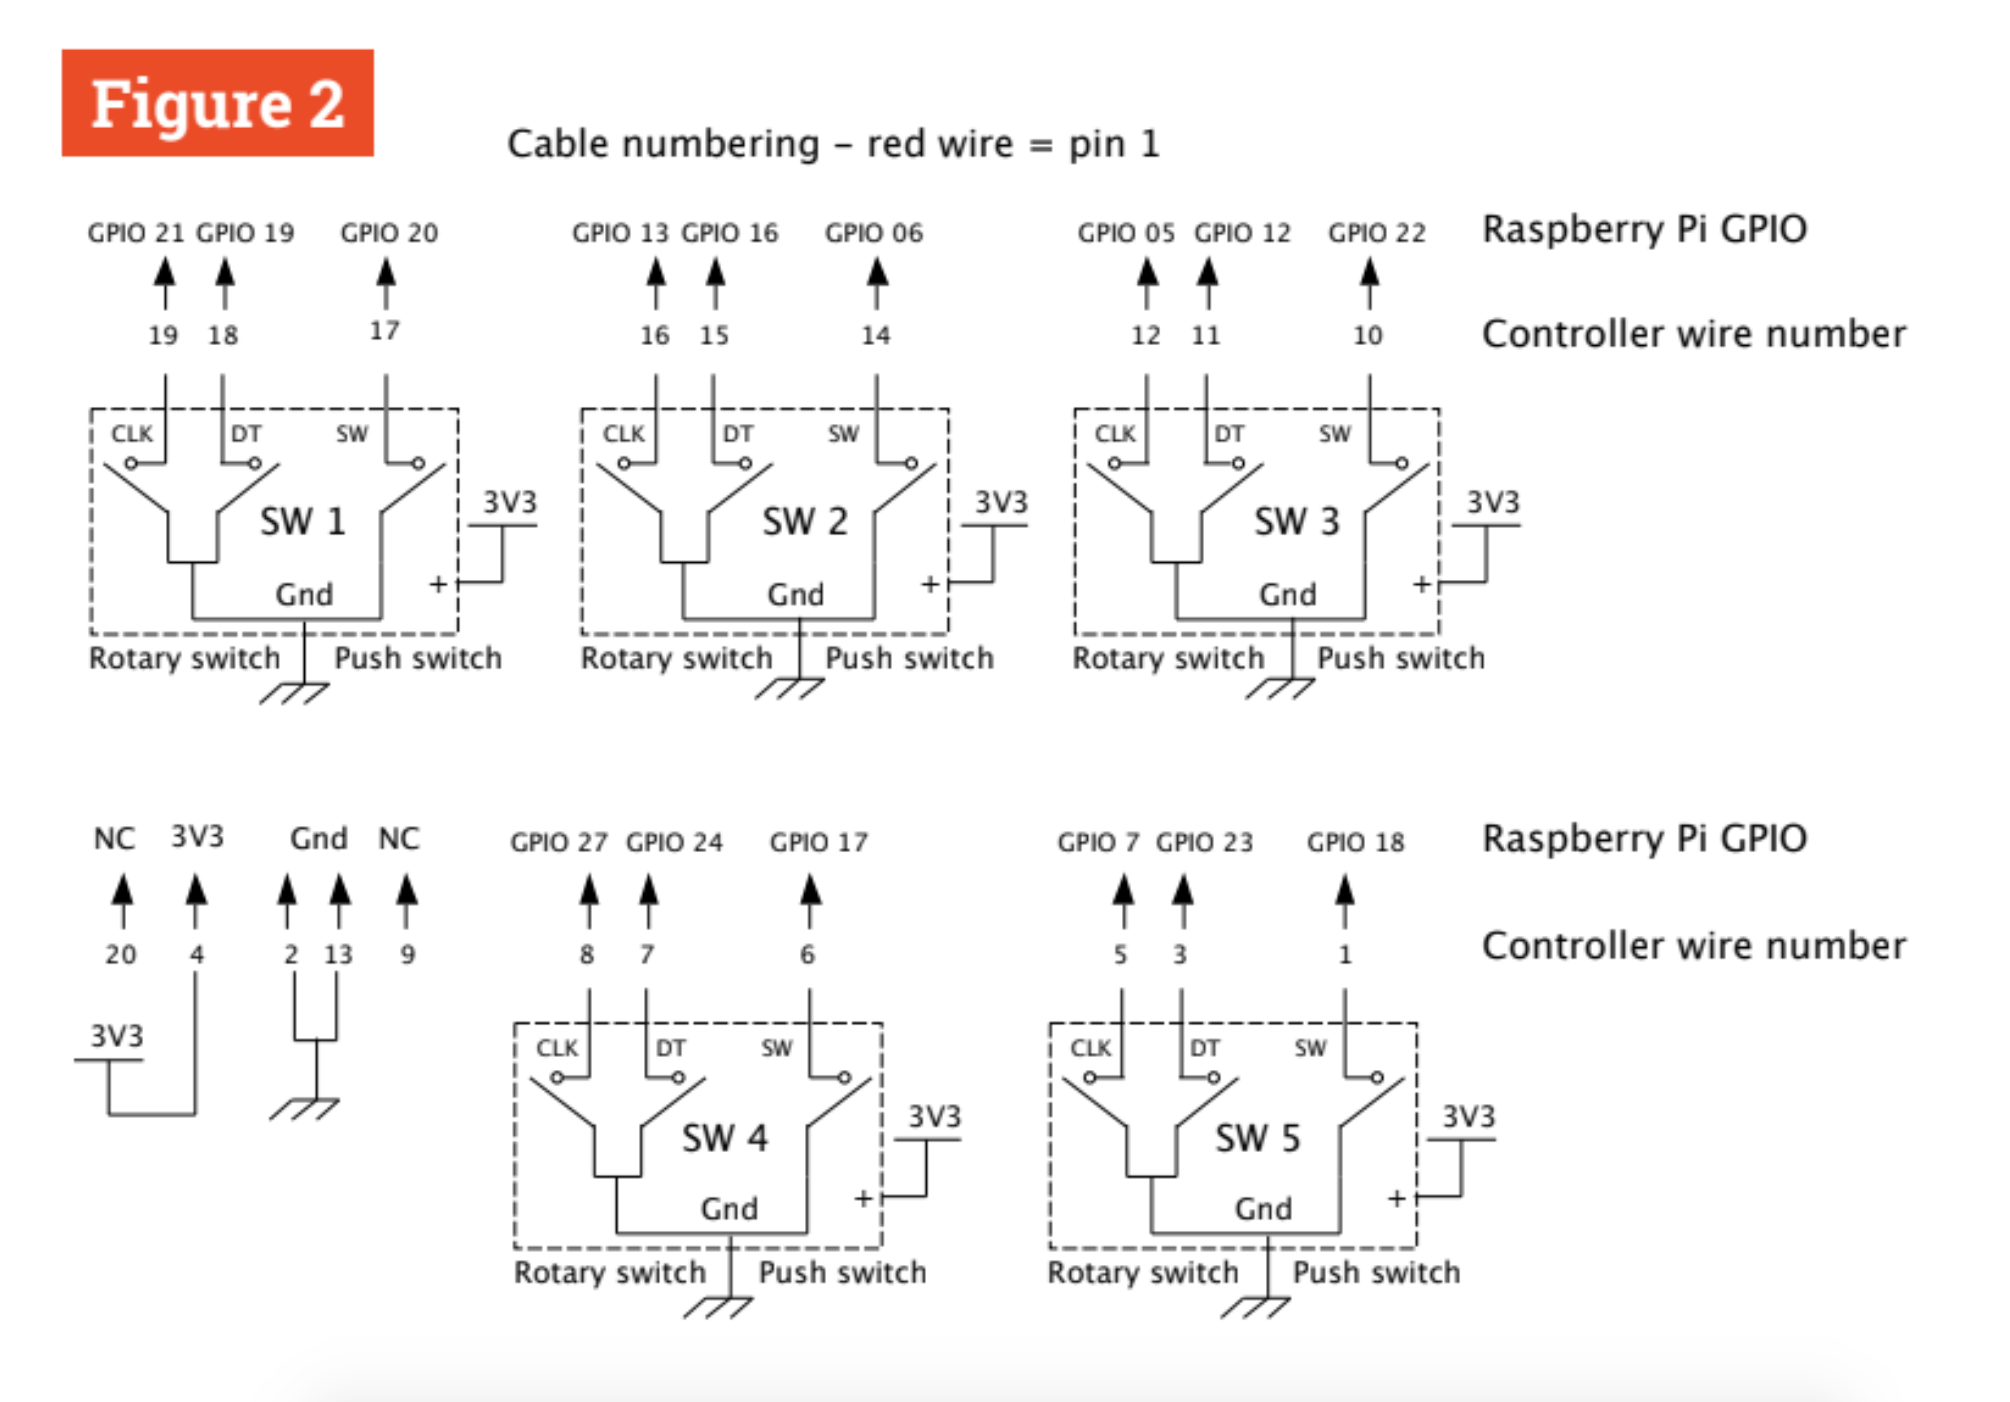 Figure 2
Cable numbering – red wire = pin 1
GPIO 21 GPIO 19 GPIO 20 GPIO 13 GPIO 16 GPIO 06 GPIO 05 GPIO 12 GPIO 22 Raspberry Pi GPIO
19 18 17 16 15 14 12 11 10 Controller wire number
CLK DT SW CLK DT SW CLK DT SW
3V3 3V3 3V3
SW 1 SW 2 SW 3
Gnd + Gnd + Gnd +
Rotary switch Push switch Rotary switch Push switch Rotary switch Push switch
NC 3V3 Gnd NC GPIO 27 GPIO 24 GPIO 17 GPIO 7 GPIO 23 GPIO 18 Raspberry Pi GPIO
20 4 2 13 9 8 7 6 5 3 1 Controller wire number
3V3 CLK DT SW CLK DT SW
3V3 3V3
SW 4 SW 5
Gnd + Gnd +
Rotary switch Push switch Rotary switch Push switch